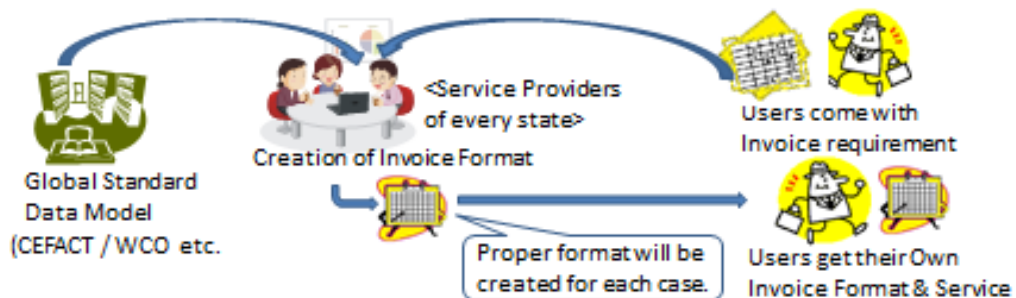 <Service Providers
of every state>
Users come with
Invoice requirement
Creation of Invoice Format
Global Standard
Data Model
(CEFACT / WCO etc.
Proper format will be
created for each case.
Users get their Own
Invoice Format & Service